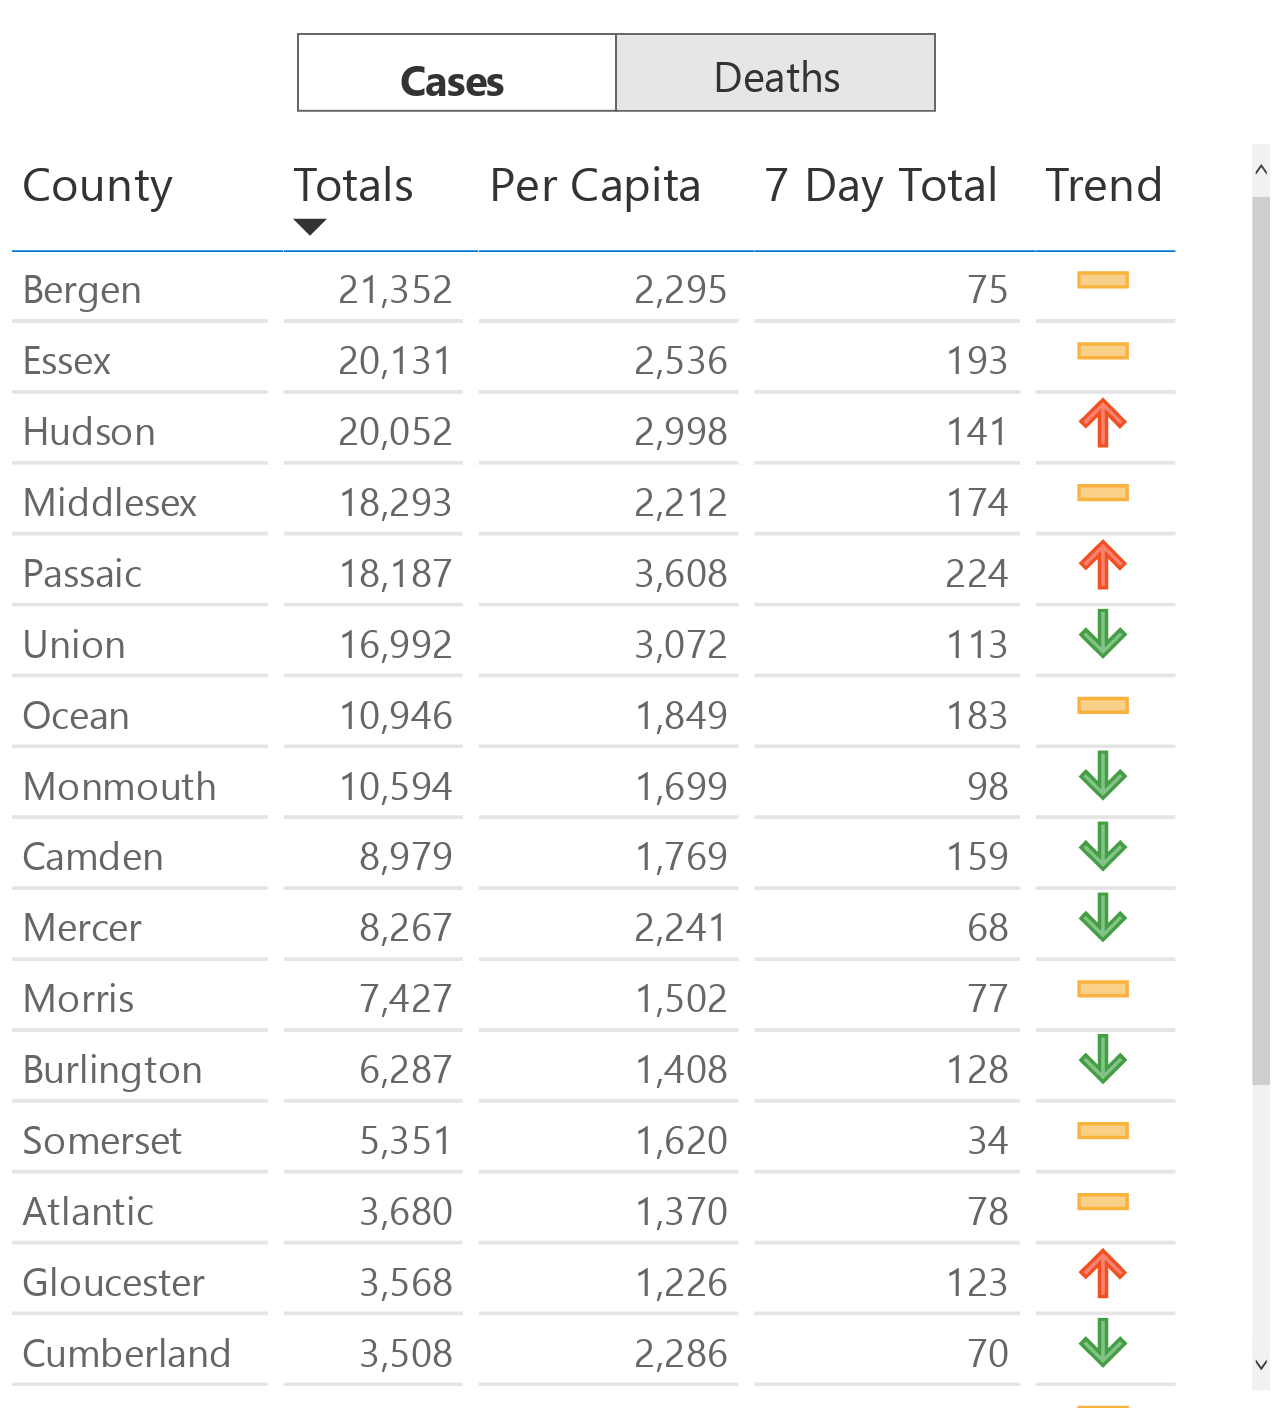 Cases Deaths
County Totals Per Capita 7 Day Total Trend
Bergen 21,352 2,295 75
Essex 20,131 2,536 193
Hudson 20,052 2,998 141
Middlesex 18,293 2,212 174
Passaic 18,187 3,608 224
Union 16,992 3,072 113
Ocean 10,946 1,849 183
Monmouth 10,594 1,699 98
Camden 8,979 1,769 159
Mercer 8,267 2,241 68
Morris 7,427 1,502 77
Burlington 6,287 1,408 128
Somerset 5,351 1,620 34
Atlantic 3,680 1,370 78
Gloucester 3,568 1,226 123
Cumberland 3,508 2,286 70